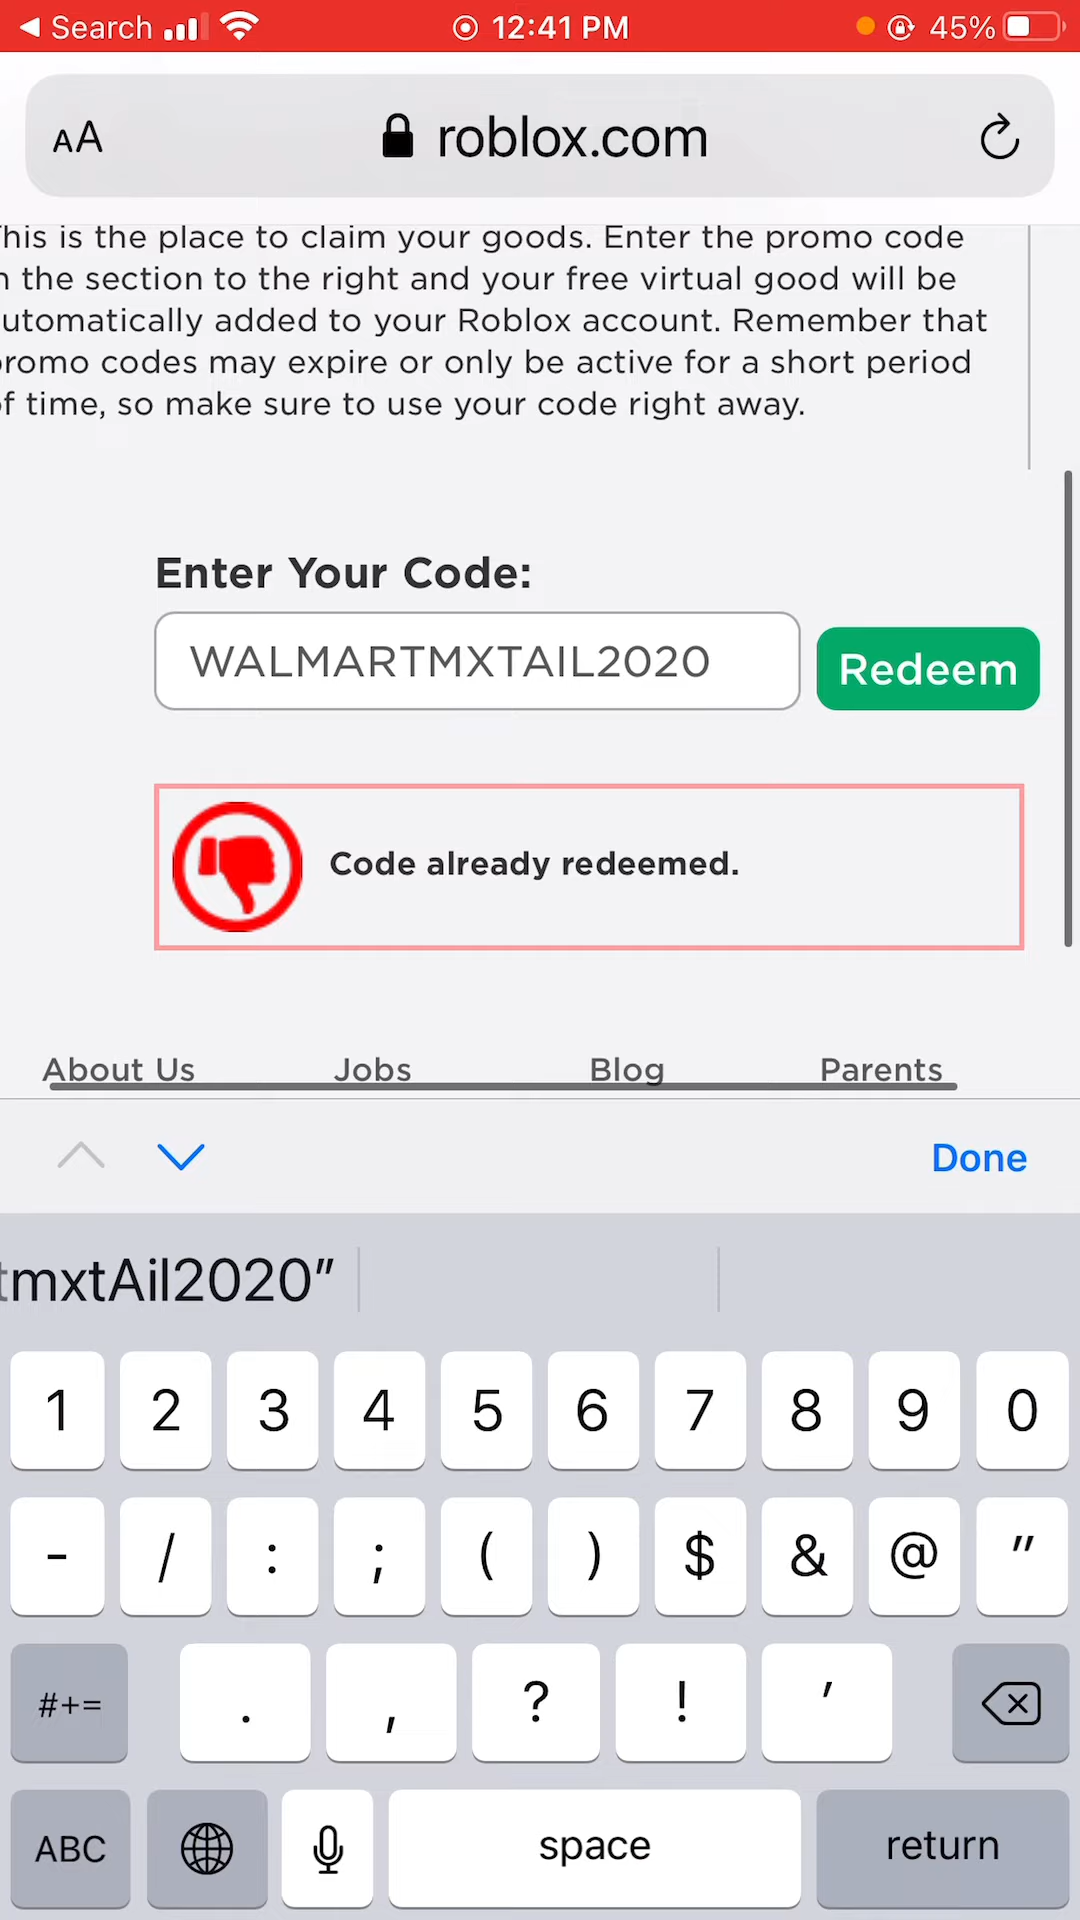 Search 12:41 PM 45%
AA roblox.com
his is the place to claim your goods. Enter the promo code
the section to the right and your free virtual good will be
utomatically added to your Roblox account. Remember that
romo codes may expire or only be active for a short period
f time, so make sure to use your code right away.
Enter Your Code:
WALMARTMXTAIL2020 Redeem
Code already redeemed.
About Us Jobs Blog Parents
Done
tmxtAil2020"
1 2 3 4 5 6 7 8 9 0
- / : ; ( ) $ & @ "
#+= . , ? ! '
ABC space return